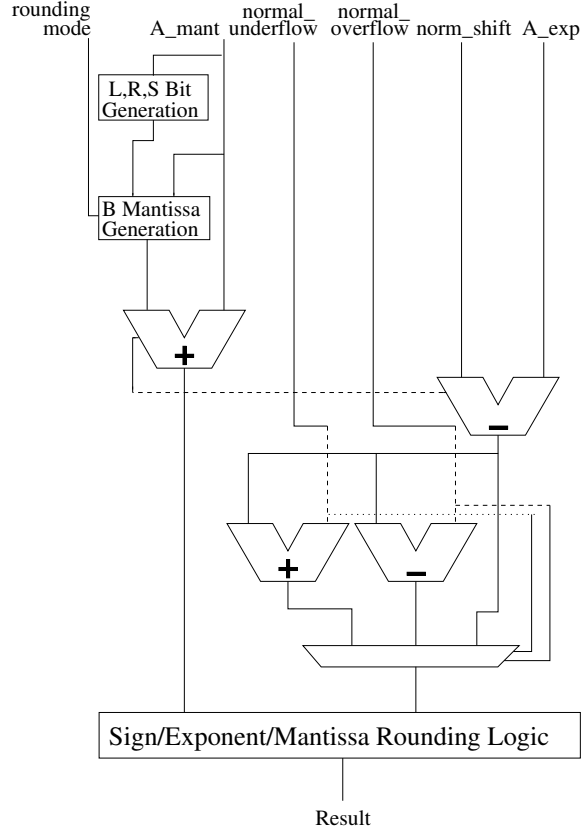 rounding
mode
A_mant
normal_
underflow
normal_
overflow
norm_shift
A_exp
L,R,S Bit
Generation
B Mantissa
Generation
+
−
+
−
Sign/Exponent/Mantissa Rounding Logic
Result